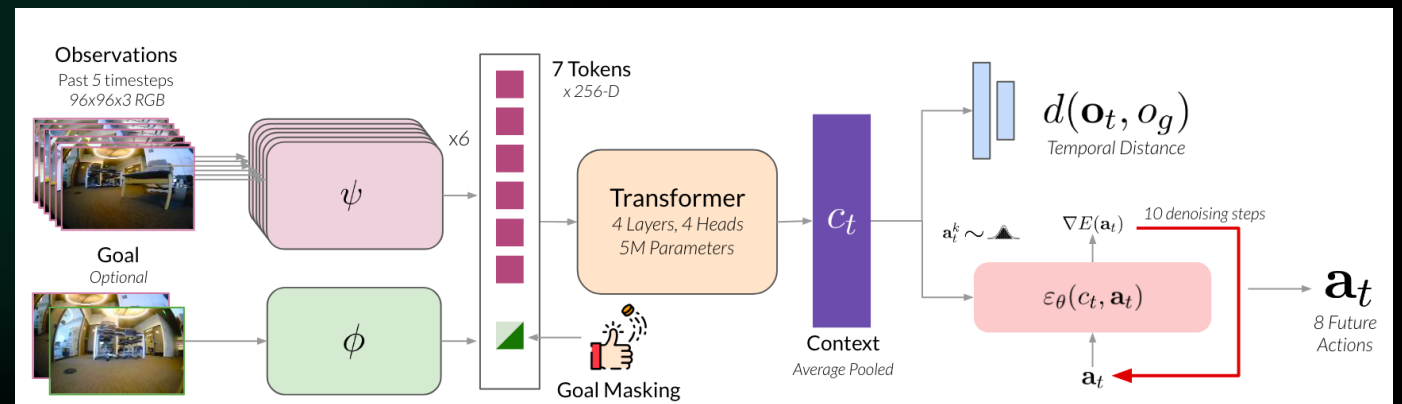 Observations
Past 5 timesteps
96x96x3 RGB
ψ
x6
7 Tokens
x 256-D
Goal
Optional
ϕ
Goal Masking
Transformer
4 Layers, 4 Heads
5M Parameters
c_t
Context
Average Pooled
d(o_t, o_g)
Temporal Distance
a_t^k ∼
∇E(a_t)
10 denoising steps
ε_θ(c_t, a_t)
a_t
a_t
8 Future
Actions